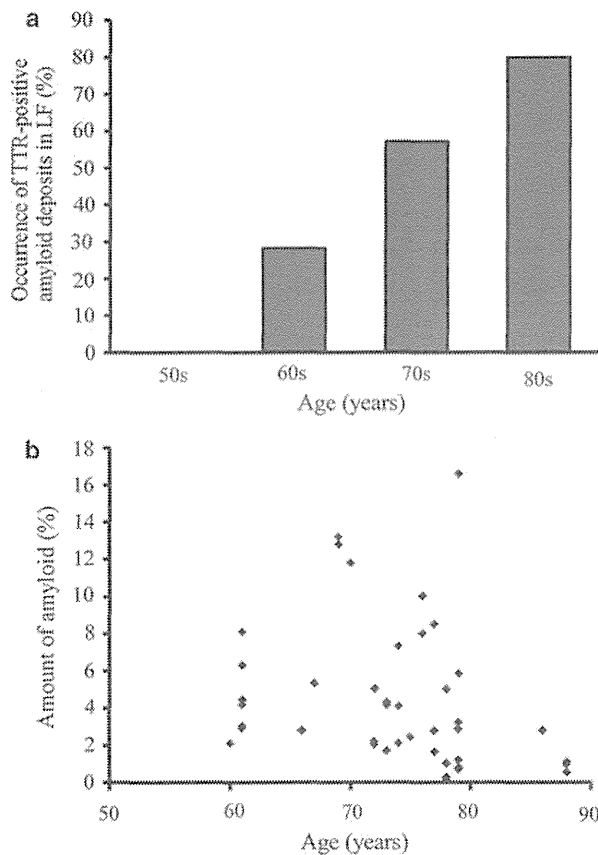 a
Occurrence of TTR-positive
amyloid deposits in LF (%)
90
80
70
60
50
40
30
20
10
0
50s 60s 70s 80s
Age (years)
b
Amount of amyloid (%)
18
16
14
12
10
8
6
4
2
0
50 60 70 80 90
Age (years)